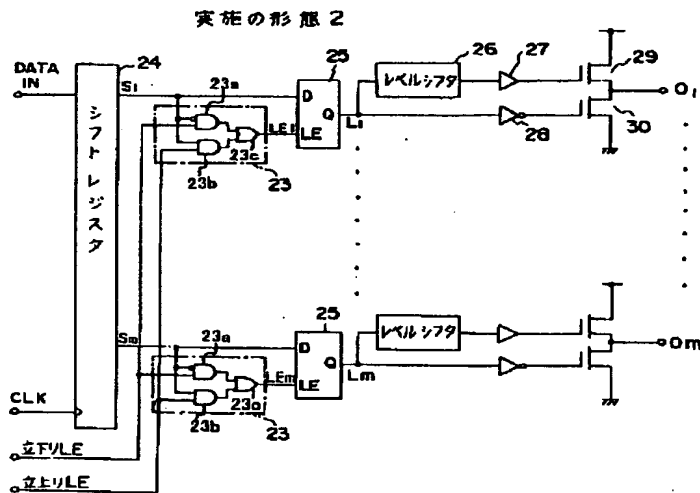 実施の形態2
DATA
IN
24
シフトレジスタ
S1
23a
23b
23c
23
LE1
25
D
Q
LE
L1
26
レベルシフタ
27
28
29
30
O1
Sm
23a
23b
23c
23
LEm
25
D
Q
LE
Lm
レベルシフタ
Om
CLK
立下りLE
立上りLE